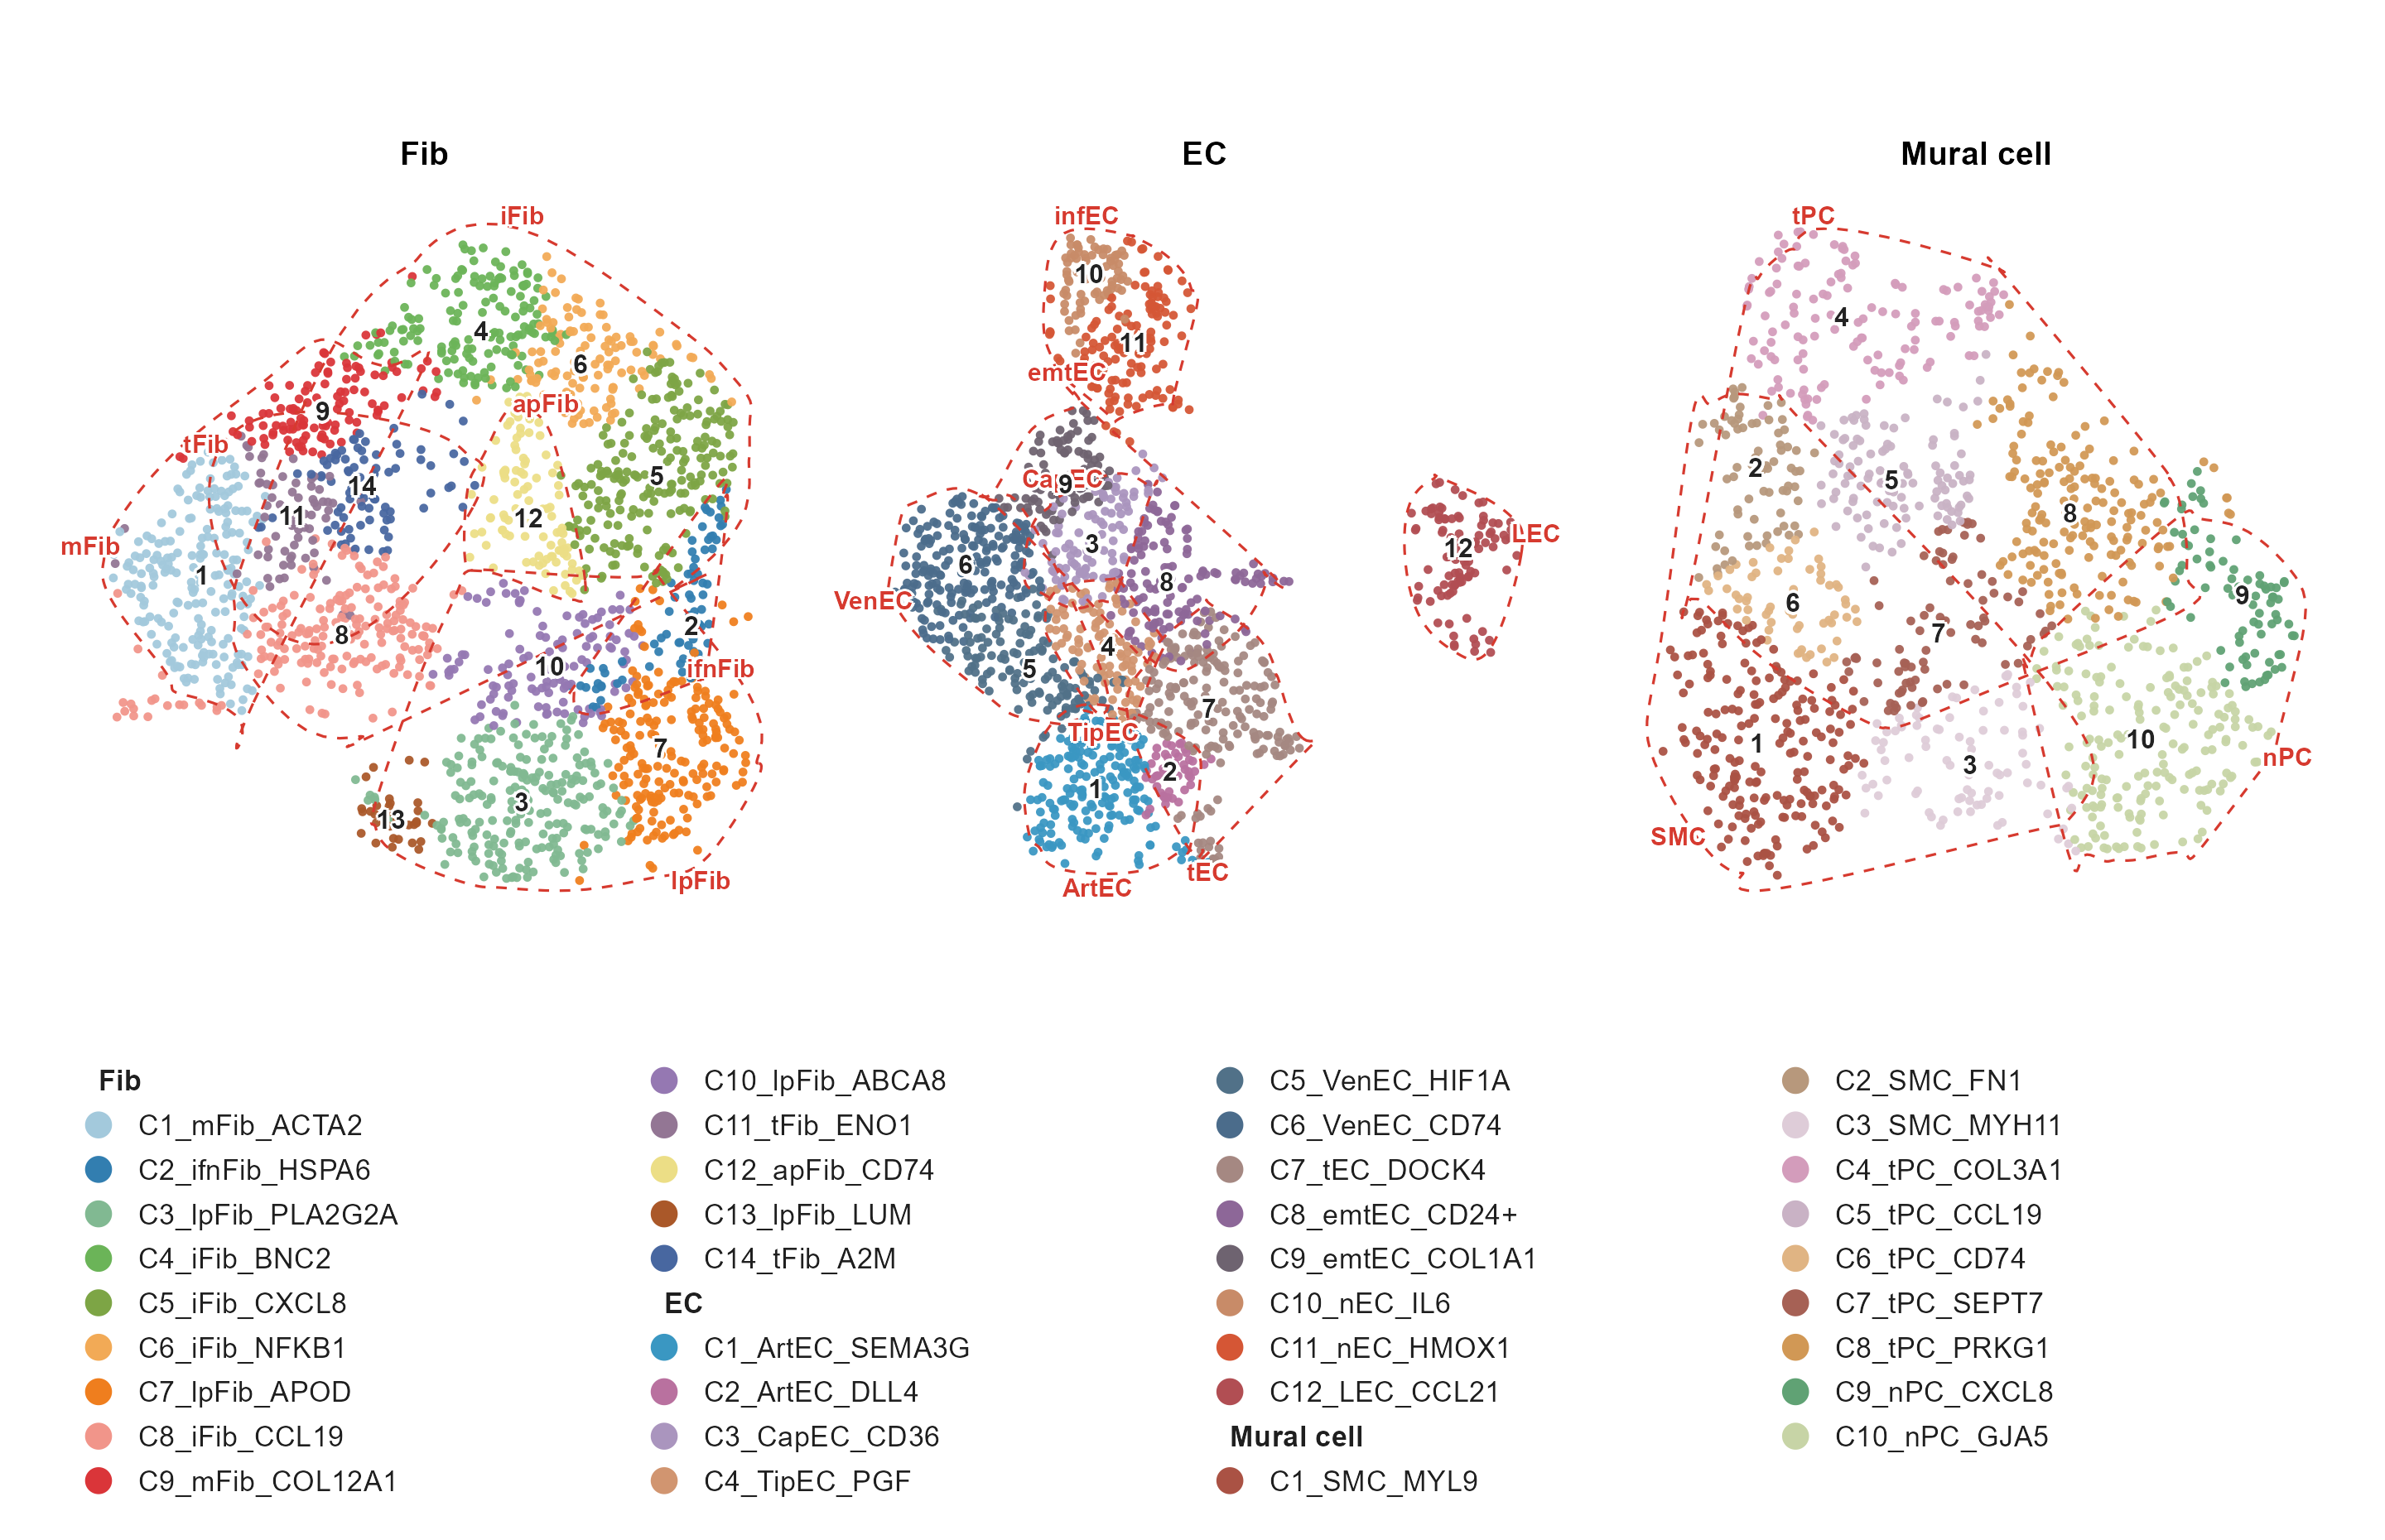 Fib
EC
Mural cell
iFib
4
6
apFib
9
tFib
14
5
11
12
mFib
1
8
2
10
ifnFib
7
3
13
lpFib
infEC
10
11
emtEC
CapEC
9
3
6
8
VenEC
4
5
7
TipEC
2
1
tEC
ArtEC
12
LEC
tPC
4
2
5
8
6
9
7
1
10
3
nPC
SMC
Fib
C1_mFib_ACTA2
C2_ifnFib_HSPA6
C3_lpFib_PLA2G2A
C4_iFib_BNC2
C5_iFib_CXCL8
C6_iFib_NFKB1
C7_lpFib_APOD
C8_iFib_CCL19
C9_mFib_COL12A1
C10_lpFib_ABCA8
C11_tFib_ENO1
C12_apFib_CD74
C13_lpFib_LUM
C14_tFib_A2M
EC
C1_ArtEC_SEMA3G
C2_ArtEC_DLL4
C3_CapEC_CD36
C4_TipEC_PGF
C5_VenEC_HIF1A
C6_VenEC_CD74
C7_tEC_DOCK4
C8_emtEC_CD24+
C9_emtEC_COL1A1
C10_nEC_IL6
C11_nEC_HMOX1
C12_LEC_CCL21
Mural cell
C1_SMC_MYL9
C2_SMC_FN1
C3_SMC_MYH11
C4_tPC_COL3A1
C5_tPC_CCL19
C6_tPC_CD74
C7_tPC_SEPT7
C8_tPC_PRKG1
C9_nPC_CXCL8
C10_nPC_GJA5